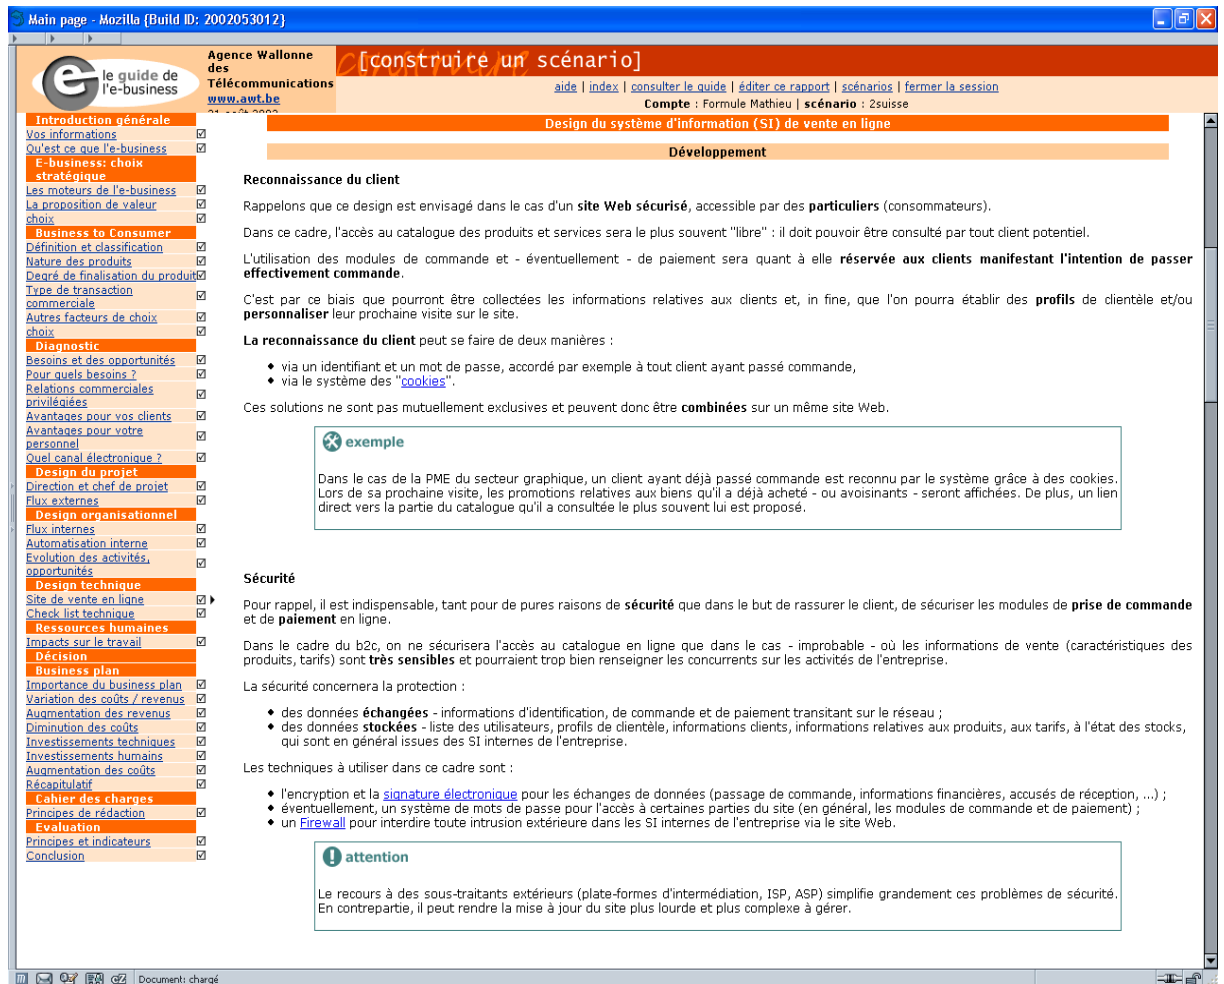 Main page - Mozilla {Build ID: 2002053012}
le guide de
l'e-business
Agence Wallonne
des
Télécommunications
www.awt.be
21 août 2002
[construire un scénario]
aide | index | consulter le guide | éditer ce rapport | scénarios | fermer la session
Compte : Formule Mathieu | scénario : 2suisse
Introduction générale
Vos informations
Qu'est ce que l'e-business
E-business: choix
stratégique
Les moteurs de l'e-business
La proposition de valeur
choix
Business to Consumer
Définition et classification
Nature des produits
Degré de finalisation du produit
Type de transaction
commerciale
Autres facteurs de choix
choix
Diagnostic
Besoins et des opportunités
Pour quels besoins ?
Relations commerciales
privilégiées
Avantages pour vos clients
Avantages pour votre
personnel
Quel canal électronique ?
Design du projet
Direction et chef de projet
Flux externes
Design organisationnel
Flux internes
Automatisation interne
Evolution des activités,
opportunités
Design technique
Site de vente en ligne
Check list technique
Ressources humaines
Impacts sur le travail
Décision
Business plan
Importance du business plan
Variation des coûts / revenus
Augmentation des revenus
Diminution des coûts
Investissements techniques
Investissements humains
Augmentation des coûts
Récapitulatif
Cahier des charges
Principes de rédaction
Evaluation
Principes et indicateurs
Conclusion
Design du système d'information (SI) de vente en ligne
Développement
Reconnaissance du client
Rappelons que ce design est envisagé dans le cas d'un site Web sécurisé, accessible par des particuliers (consommateurs).
Dans ce cadre, l'accès au catalogue des produits et services sera le plus souvent "libre" : il doit pouvoir être consulté par tout client potentiel.
L'utilisation des modules de commande et - éventuellement - de paiement sera quant à elle réservée aux clients manifestant l'intention de passer
effectivement commande.
C'est par ce biais que pourront être collectées les informations relatives aux clients et, in fine, que l'on pourra établir des profils de clientèle et/ou
personnaliser leur prochaine visite sur le site.
La reconnaissance du client peut se faire de deux manières :
♦ via un identifiant et un mot de passe, accordé par exemple à tout client ayant passé commande,
♦ via le système des "cookies".
Ces solutions ne sont pas mutuellement exclusives et peuvent donc être combinées sur un même site Web.
exemple
Dans le cas de la PME du secteur graphique, un client ayant déjà passé commande est reconnu par le système grâce à des cookies.
Lors de sa prochaine visite, les promotions relatives aux biens qu'il a déjà acheté - ou avoisinants - seront affichées. De plus, un lien
direct vers la partie du catalogue qu'il a consultée le plus souvent lui est proposé.
Sécurité
Pour rappel, il est indispensable, tant pour de pures raisons de sécurité que dans le but de rassurer le client, de sécuriser les modules de prise de commande
et de paiement en ligne.
Dans le cadre du b2c, on ne sécurisera l'accès au catalogue en ligne que dans le cas - improbable - où les informations de vente (caractéristiques des
produits, tarifs) sont très sensibles et pourraient trop bien renseigner les concurrents sur les activités de l'entreprise.
La sécurité concernera la protection :
♦ des données échangées - informations d'identification, de commande et de paiement transitant sur le réseau ;
♦ des données stockées - liste des utilisateurs, profils de clientèle, informations clients, informations relatives aux produits, aux tarifs, à l'état des stocks,
qui sont en général issues des SI internes de l'entreprise.
Les techniques à utiliser dans ce cadre sont :
♦ l'encryption et la signature électronique pour les échanges de données (passage de commande, informations financières, accusés de réception, ...) ;
♦ éventuellement, un système de mots de passe pour l'accès à certaines parties du site (en général, les modules de commande et de paiement) ;
♦ un Firewall pour interdire toute intrusion extérieure dans les SI internes de l'entreprise via le site Web.
attention
Le recours à des sous-traitants extérieurs (plate-formes d'intermédiation, ISP, ASP) simplifie grandement ces problèmes de sécurité.
En contrepartie, il peut rendre la mise à jour du site plus lourde et plus complexe à gérer.
Document: chargé